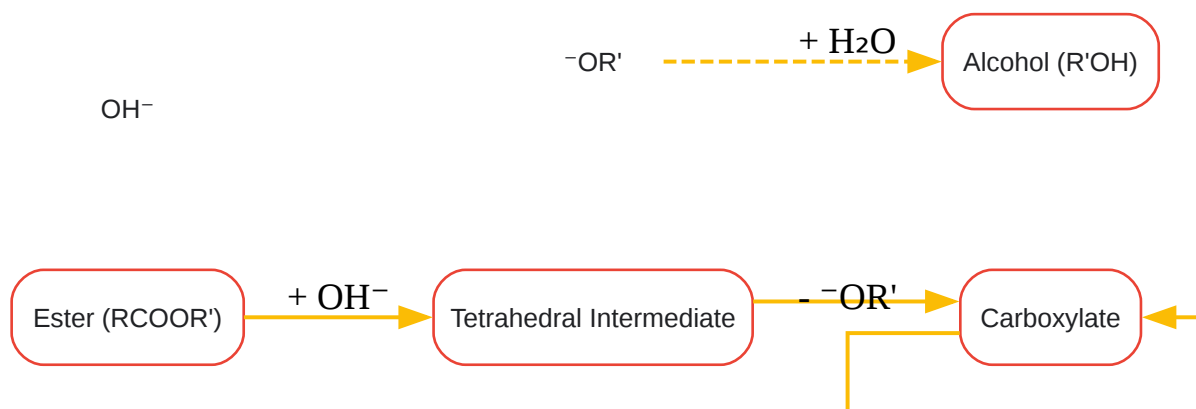 ⁻OR'
+ H₂O
Alcohol (R'OH)
OH⁻
Ester (RCOOR')
+ OH⁻
Tetrahedral Intermediate
- ⁻OR'
Carboxylate